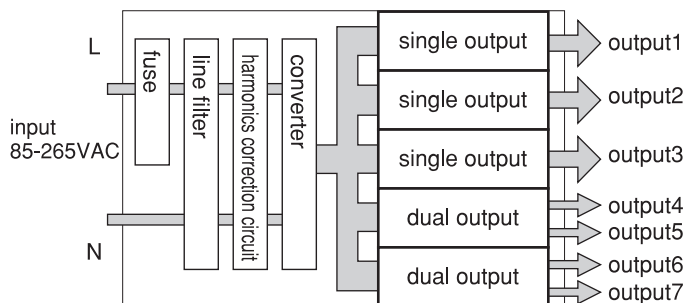 L
input
85-265VAC
N
fuse
line filter
harmonics correction circuit
converter
single output
single output
single output
dual output
dual output
output1
output2
output3
output4
output5
output6
output7